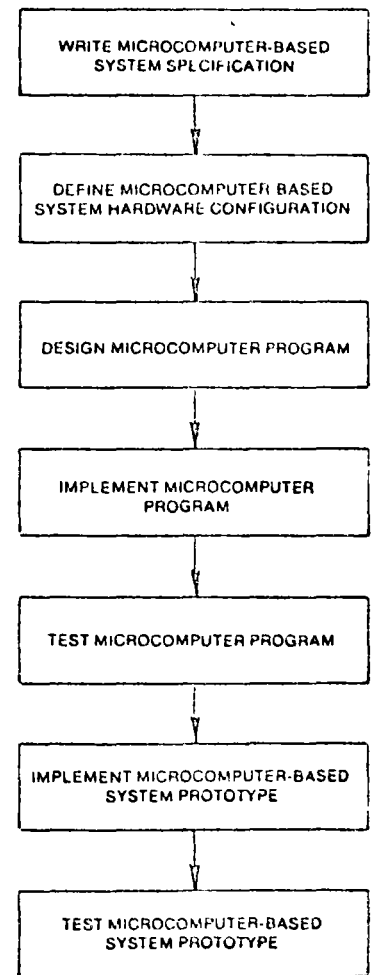 WRITE MICROCOMPUTER-BASED
SYSTEM SPECIFICATION
DEFINE MICROCOMPUTER BASED
SYSTEM HARDWARE CONFIGURATION
DESIGN MICROCOMPUTER PROGRAM
IMPLEMENT MICROCOMPUTER
PROGRAM
TEST MICROCOMPUTER PROGRAM
IMPLEMENT MICROCOMPUTER-BASED
SYSTEM PROTOTYPE
TEST MICROCOMPUTER-BASED
SYSTEM PROTOTYPE